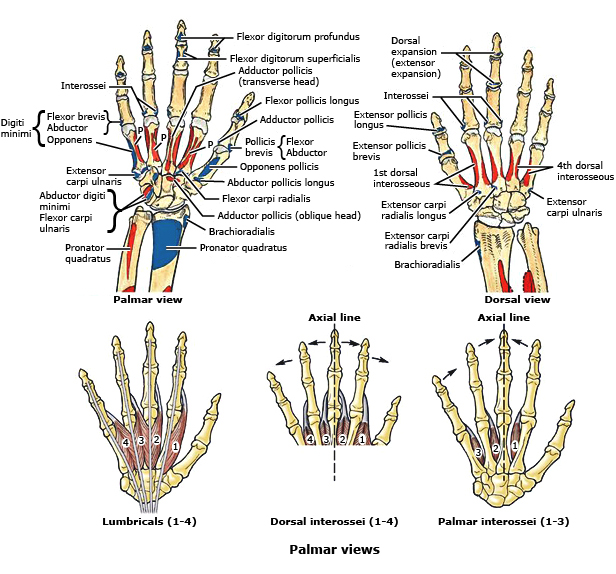 Flexor digitorum profundus
Flexor digitorum superficialis
Adductor pollicis
(transverse head)
Interossei
Flexor pollicis longus
Digiti
minimi
Flexor brevis
Abductor
Opponens
Adductor pollicis
Pollicis
brevis
Flexor
Abductor
P
P
P
Opponens pollicis
Extensor
carpi ulnaris
Abductor pollicis longus
Abductor digiti
minimi
Flexor carpi
ulnaris
Flexor carpi radialis
Adductor pollicis (oblique head)
Brachioradialis
Pronator
quadratus
Pronator quadratus
Palmar view
Dorsal
expansion
(extensor
expansion)
Interossei
Extensor pollicis
longus
Extensor pollicis
brevis
1st dorsal
interosseous
4th dorsal
interosseous
Extensor carpi
radialis longus
Extensor
carpi ulnaris
Extensor carpi
radialis brevis
Brachioradialis
Dorsal view
4 3 2 1
Lumbricals (1-4)
Axial line
4 3 2 1
Dorsal interossei (1-4)
Axial line
3 2 1
Palmar interossei (1-3)
Palmar views